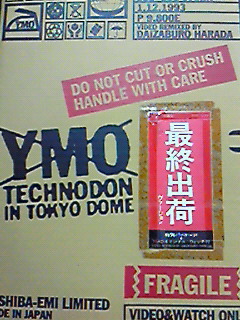 1.12.1993
P 9.800E
VIDEO REMIXED BY
DAIZABURO HARADA
YMO
DO NOT CUT OR CRUSH
HANDLE WITH CARE
YMO
TECHNODON
IN TOKYO DOME
最終出荷
FRAGILE
SHIBA-EMI LIMITED
DE IN JAPAN
VIDEO&WATCH ONL